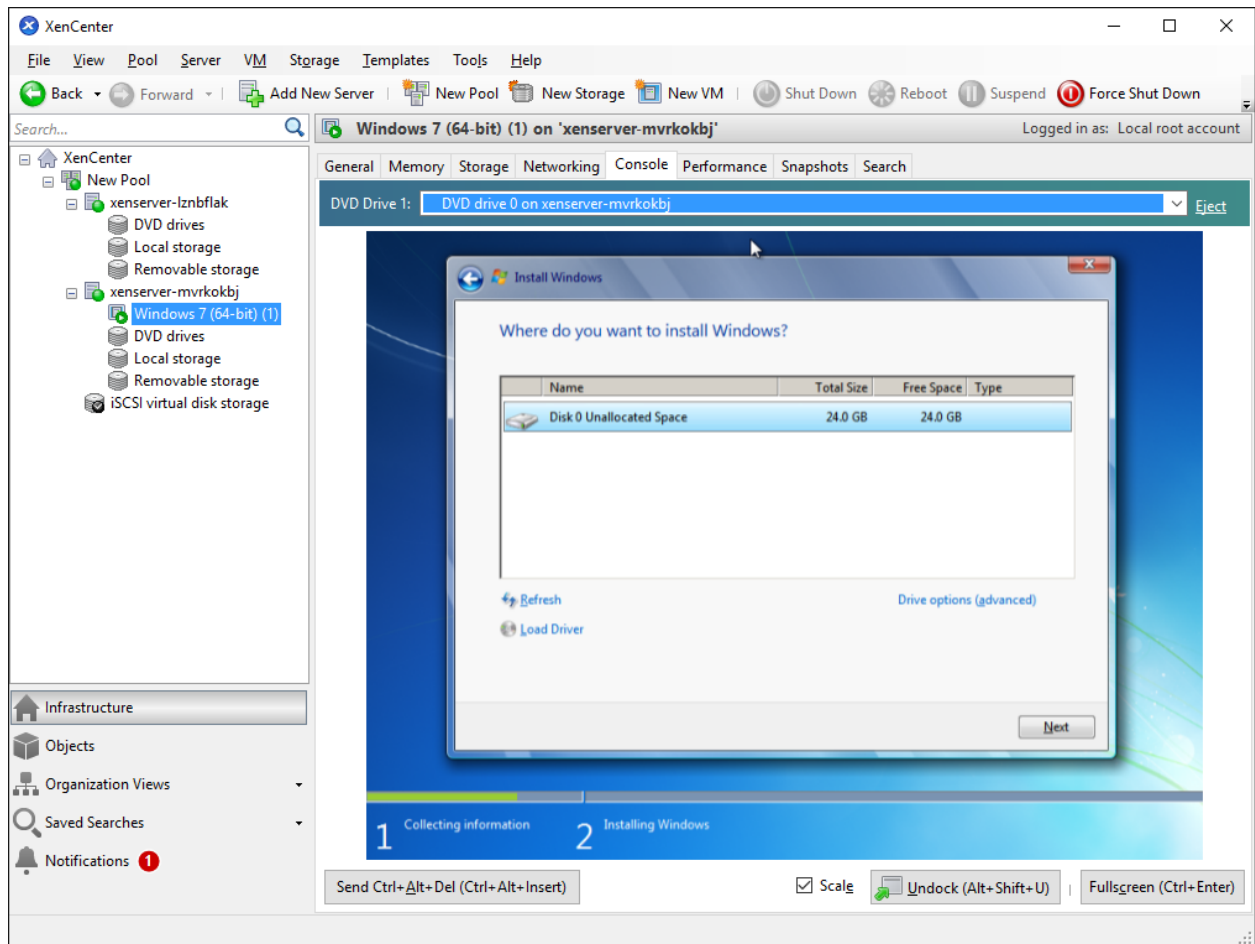 XenCenter
File View Pool Server VM Storage Templates Tools Help
Back Forward Add New Server New Pool New Storage New VM Shut Down Reboot Suspend Force Shut Down
Search...
Windows 7 (64-bit) (1) on 'xenserver-mvrkokbj'
Logged in as: Local root account
XenCenter
New Pool
xenserver-lznbflak
DVD drives
Local storage
Removable storage
xenserver-mvrkokbj
Windows 7 (64-bit) (1)
DVD drives
Local storage
Removable storage
iSCSI virtual disk storage
General Memory Storage Networking Console Performance Snapshots Search
DVD Drive 1: DVD drive 0 on xenserver-mvrkokbj Eject
Install Windows
Where do you want to install Windows?
Name Total Size Free Space Type
Disk 0 Unallocated Space 24.0 GB 24.0 GB
Refresh Drive options (advanced)
Load Driver
Next
1 Collecting information 2 Installing Windows
Infrastructure
Objects
Organization Views
Saved Searches
Notifications 1
Send Ctrl+Alt+Del (Ctrl+Alt+Insert) Scale Undock (Alt+Shift+U) Fullscreen (Ctrl+Enter)